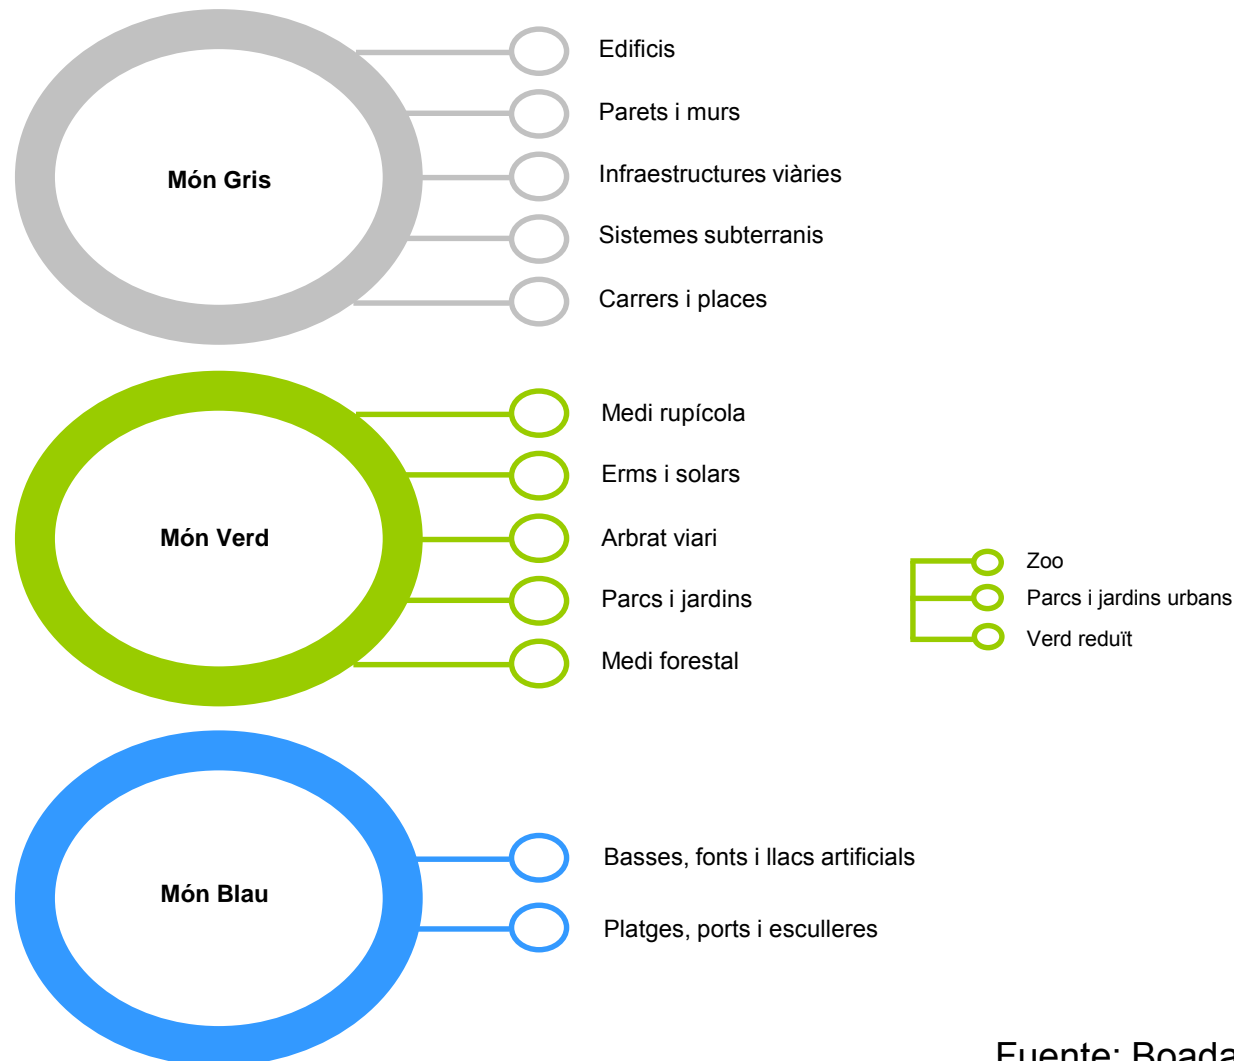 Món Gris
Edificis
Parets i murs
Infraestructures viàries
Sistemes subterranis
Carrers i places
Món Verd
Medi rupícola
Erms i solars
Arbrat viari
Parcs i jardins
Medi forestal
Zoo
Parcs i jardins urbans
Verd reduït
Món Blau
Basses, fonts i llacs artificials
Platges, ports i esculleres
Fuente: Boada